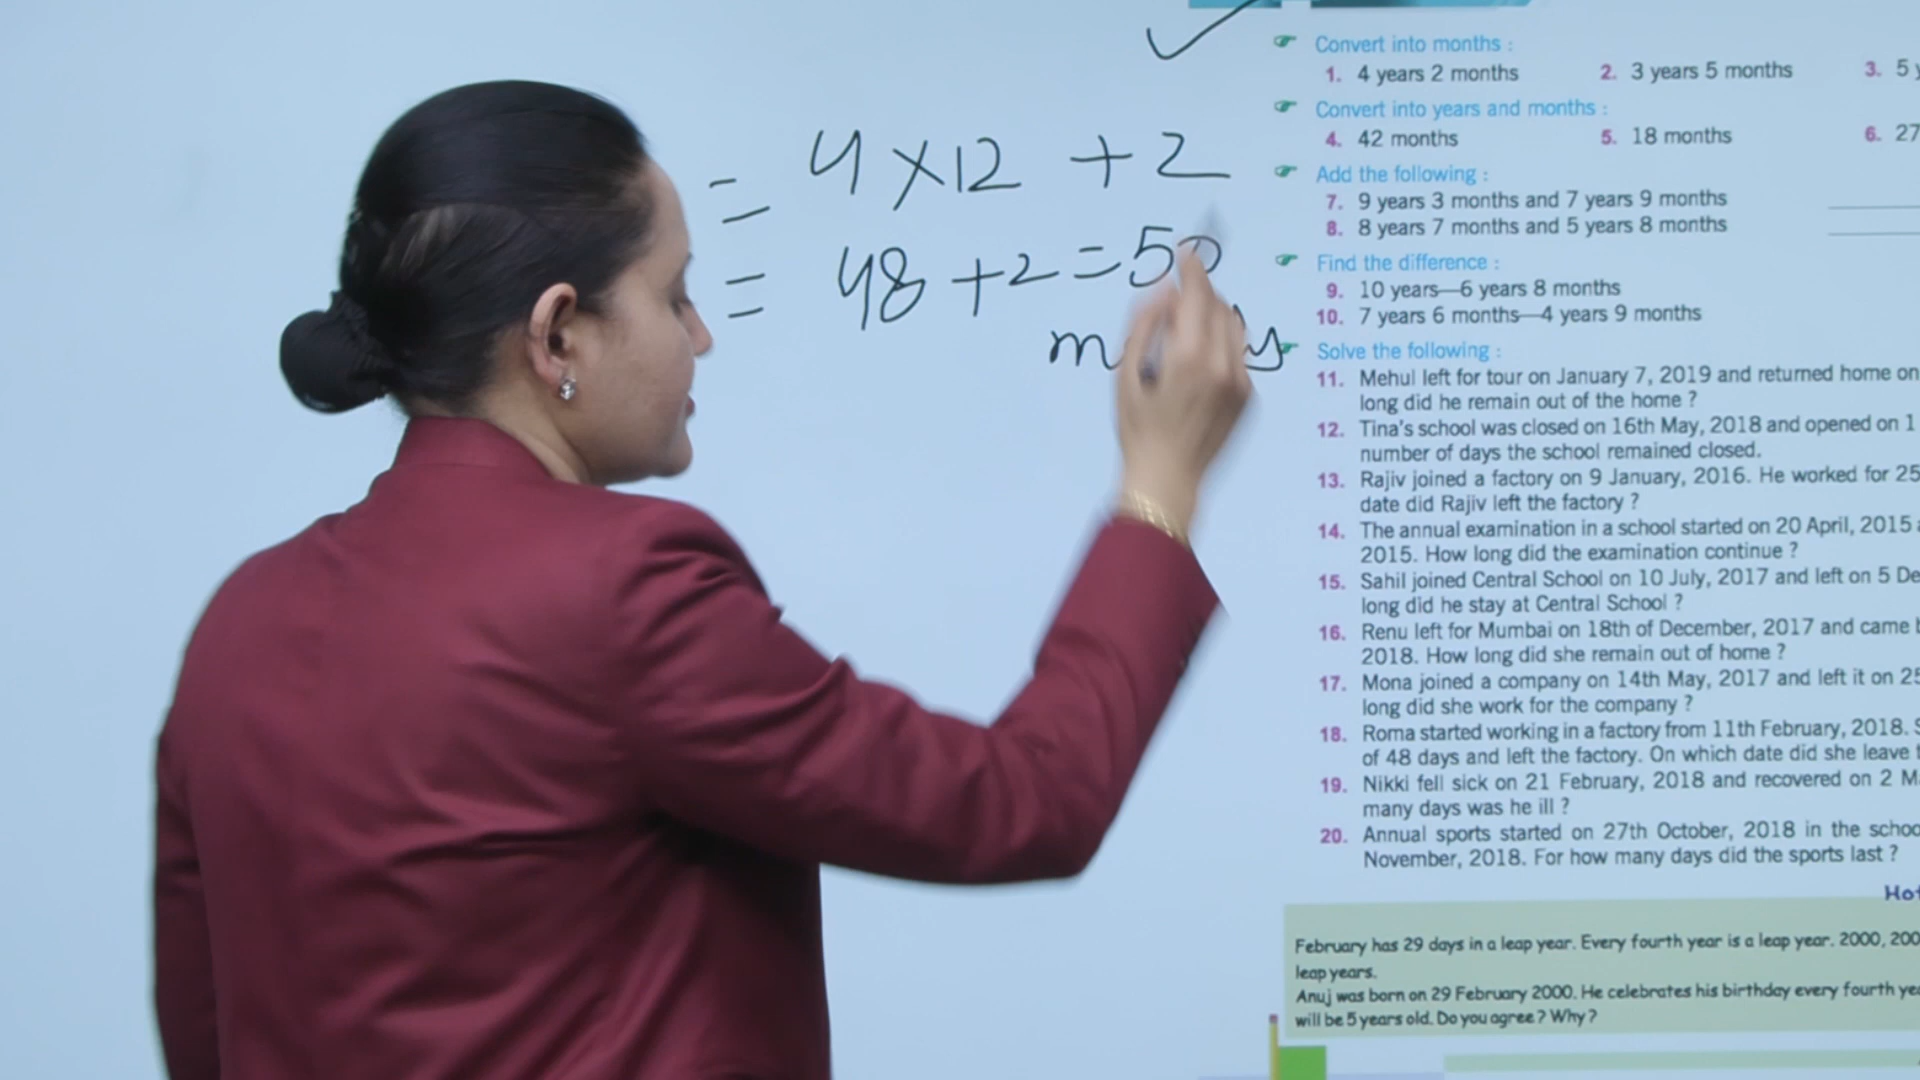 = 4 × 12 + 2
= 48 + 2 = 50
Convert into months :
1. 4 years 2 months 2. 3 years 5 months 3. 5
Convert into years and months :
4. 42 months 5. 18 months 6. 27
Add the following :
7. 9 years 3 months and 7 years 9 months
8. 8 years 7 months and 5 years 8 months
Find the difference :
9. 10 years—6 years 8 months
10. 7 years 6 months—4 years 9 months
Solve the following :
11. Mehul left for tour on January 7, 2019 and returned home on
long did he remain out of the home ?
12. Tina's school was closed on 16th May, 2018 and opened on 1
number of days the school remained closed.
13. Rajiv joined a factory on 9 January, 2016. He worked for 25
date did Rajiv left the factory ?
14. The annual examination in a school started on 20 April, 2015
2015. How long did the examination continue ?
15. Sahil joined Central School on 10 July, 2017 and left on 5 De
long did he stay at Central School ?
16. Renu left for Mumbai on 18th of December, 2017 and came
2018. How long did she remain out of home ?
17. Mona joined a company on 14th May, 2017 and left it on 25
long did she work for the company ?
18. Roma started working in a factory from 11th February, 2018.
of 48 days and left the factory. On which date did she leave
19. Nikki fell sick on 21 February, 2018 and recovered on 2 M
many days was he ill ?
20. Annual sports started on 27th October, 2018 in the schoo
November, 2018. For how many days did the sports last ?
Hot
February has 29 days in a leap year. Every fourth year is a leap year. 2000, 200
leap years.
Anuj was born on 29 February 2000. He celebrates his birthday every fourth ye
will be 5 years old. Do you agree ? Why ?